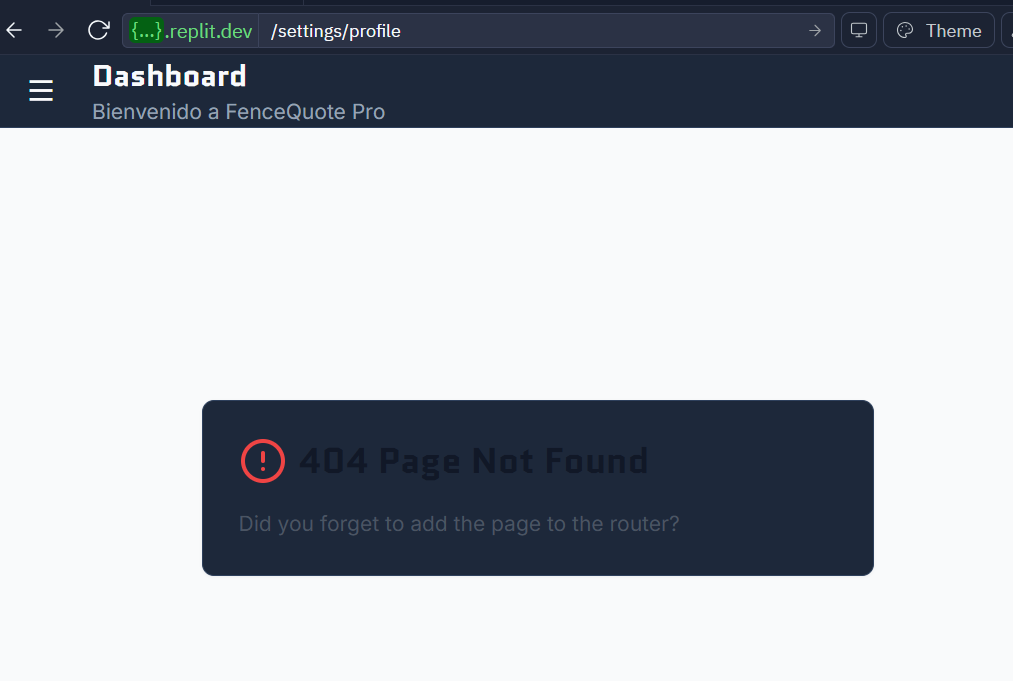 {...}.replit.dev /settings/profile Theme
Dashboard
Bienvenido a FenceQuote Pro
404 Page Not Found
Did you forget to add the page to the router?